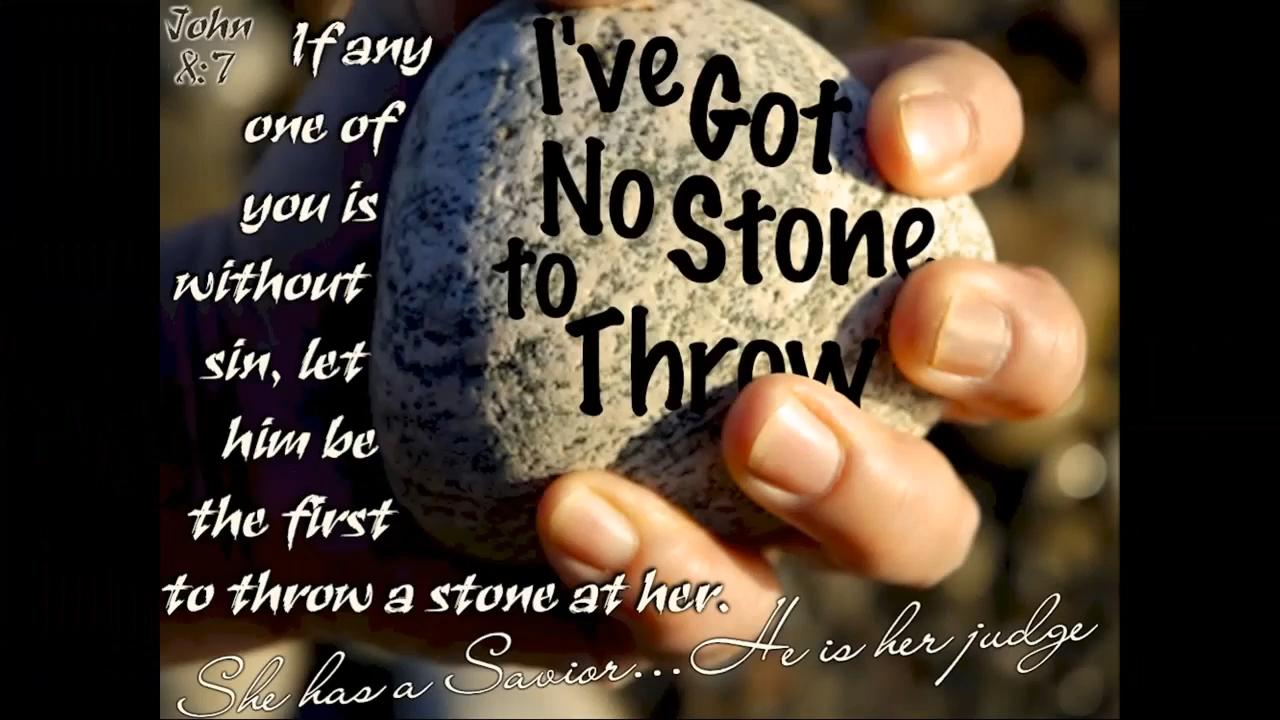 John
8:7
If any
one of
you is
without
sin, let
him be
the first
to throw a stone at her.
I've Got
No Stone
to
Throw
She has a Savior... He is her judge